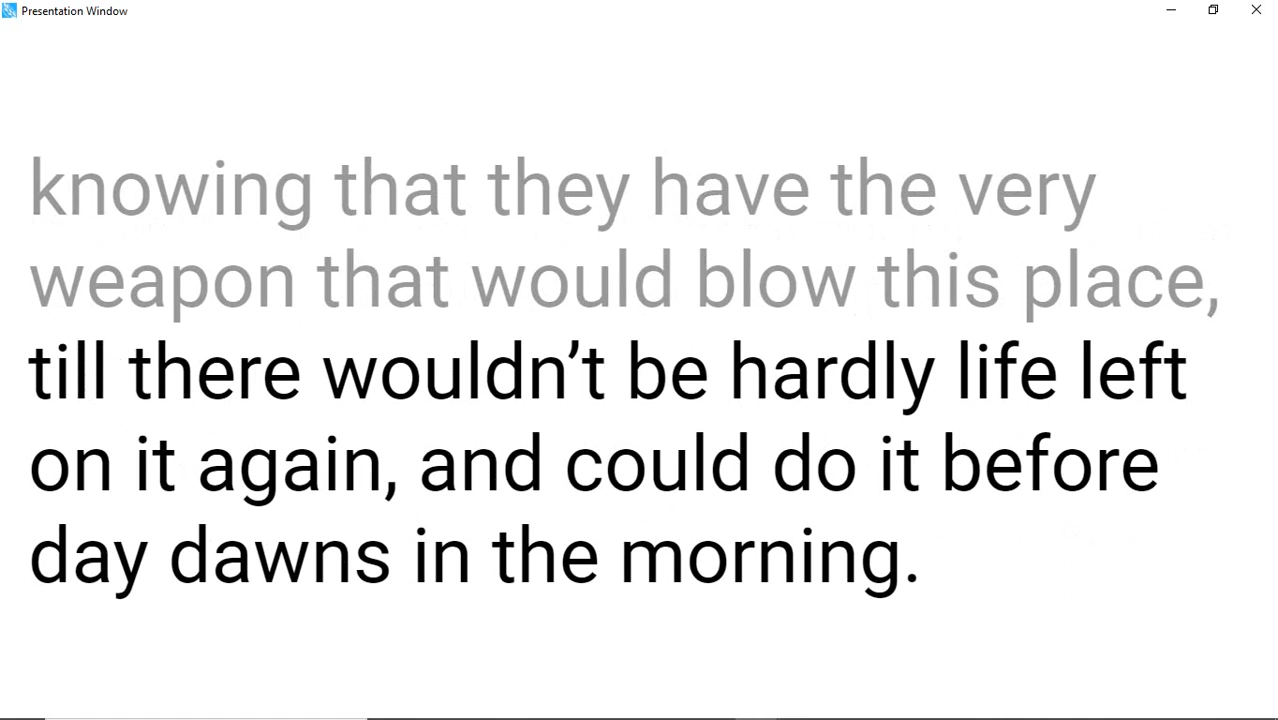 Presentation Window
knowing that they have the very
weapon that would blow this place,
till there wouldn’t be hardly life left
on it again, and could do it before
day dawns in the morning.